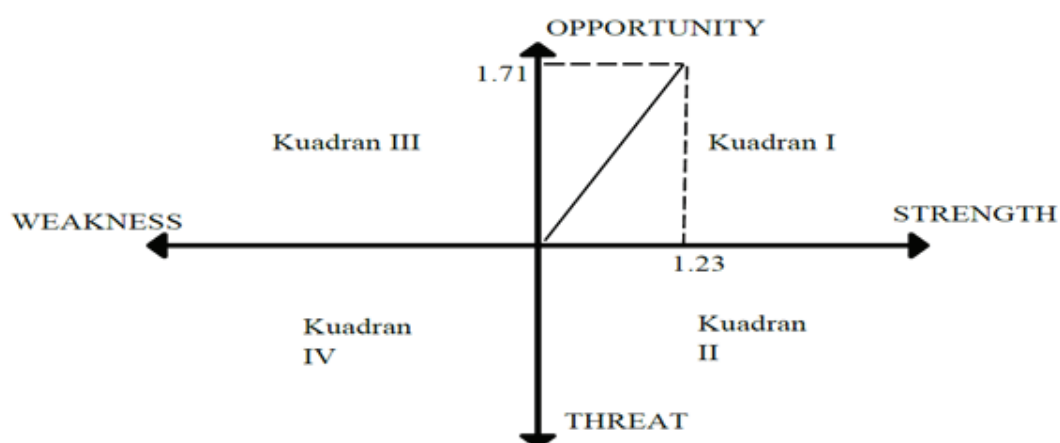 OPPORTUNITY
1.71
Kuadran III
Kuadran I
WEAKNESS
STRENGTH
1.23
Kuadran
IV
Kuadran
II
THREAT